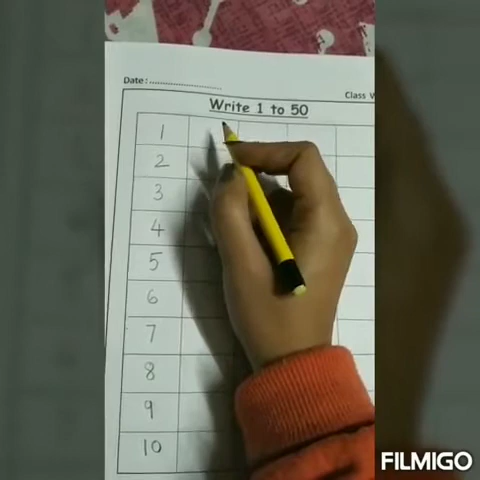 Date : ................................
Class
Write 1 to 50
1
2
3
4
5
6
7
8
9
10
FILMIGO